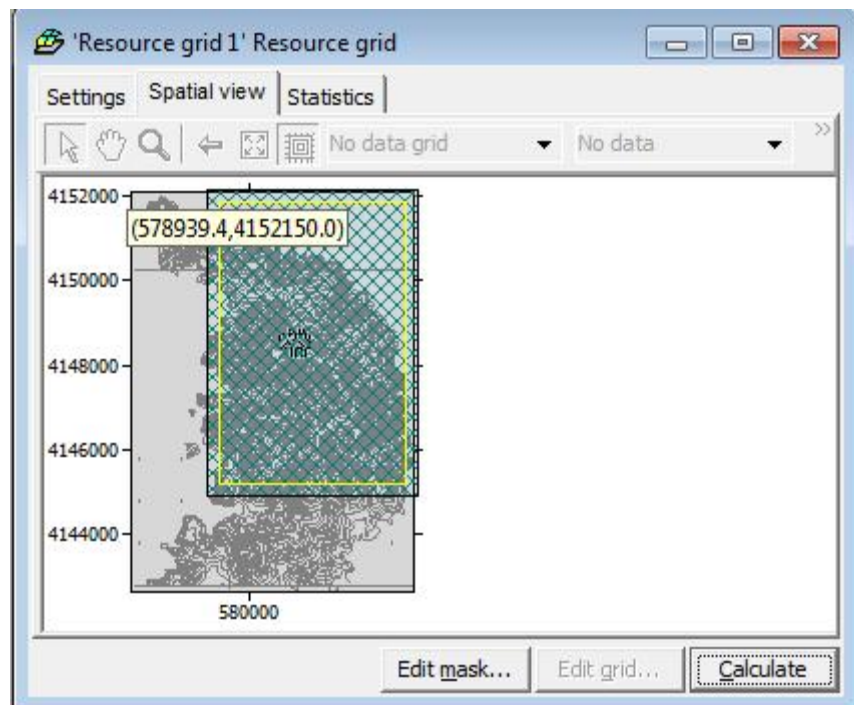 'Resource grid 1' Resource grid
Settings Spatial view Statistics
No data grid No data
4152000
(578939.4,4152150.0)
4150000
4148000
4146000
4144000
580000
Edit mask... Edit grid... Calculate